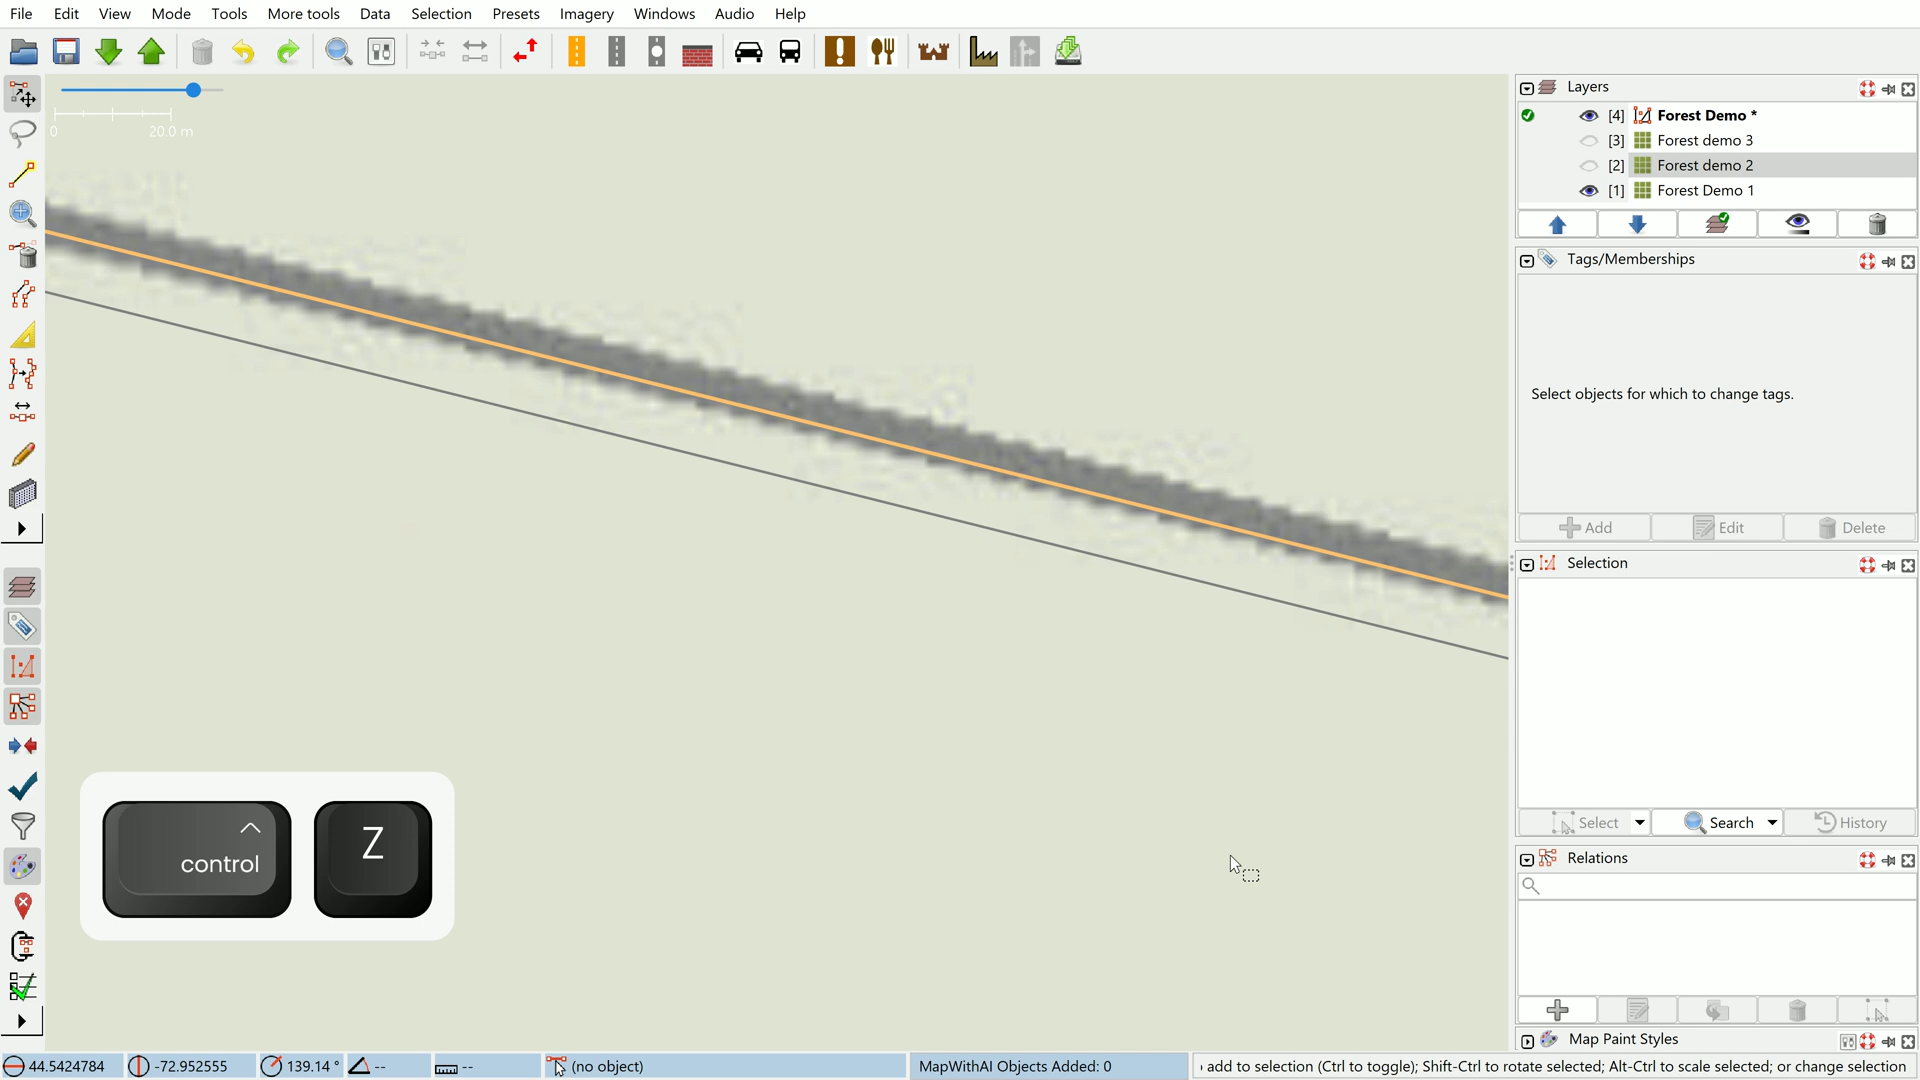 File Edit View Mode Tools More tools Data Selection Presets Imagery Windows Audio Help
0 20.0 m
Layers
[4] Forest Demo *
[3] Forest demo 3
[2] Forest demo 2
[1] Forest Demo 1
Tags/Memberships
Select objects for which to change tags.
Add Edit Delete
Selection
Select Search History
Relations
Map Paint Styles
^
control
Z
44.5424784 -72.952555 139.14 ° -- -- (no object) MapWithAI Objects Added: 0 add to selection (Ctrl to toggle); Shift-Ctrl to rotate selected; Alt-Ctrl to scale selected; or change selection